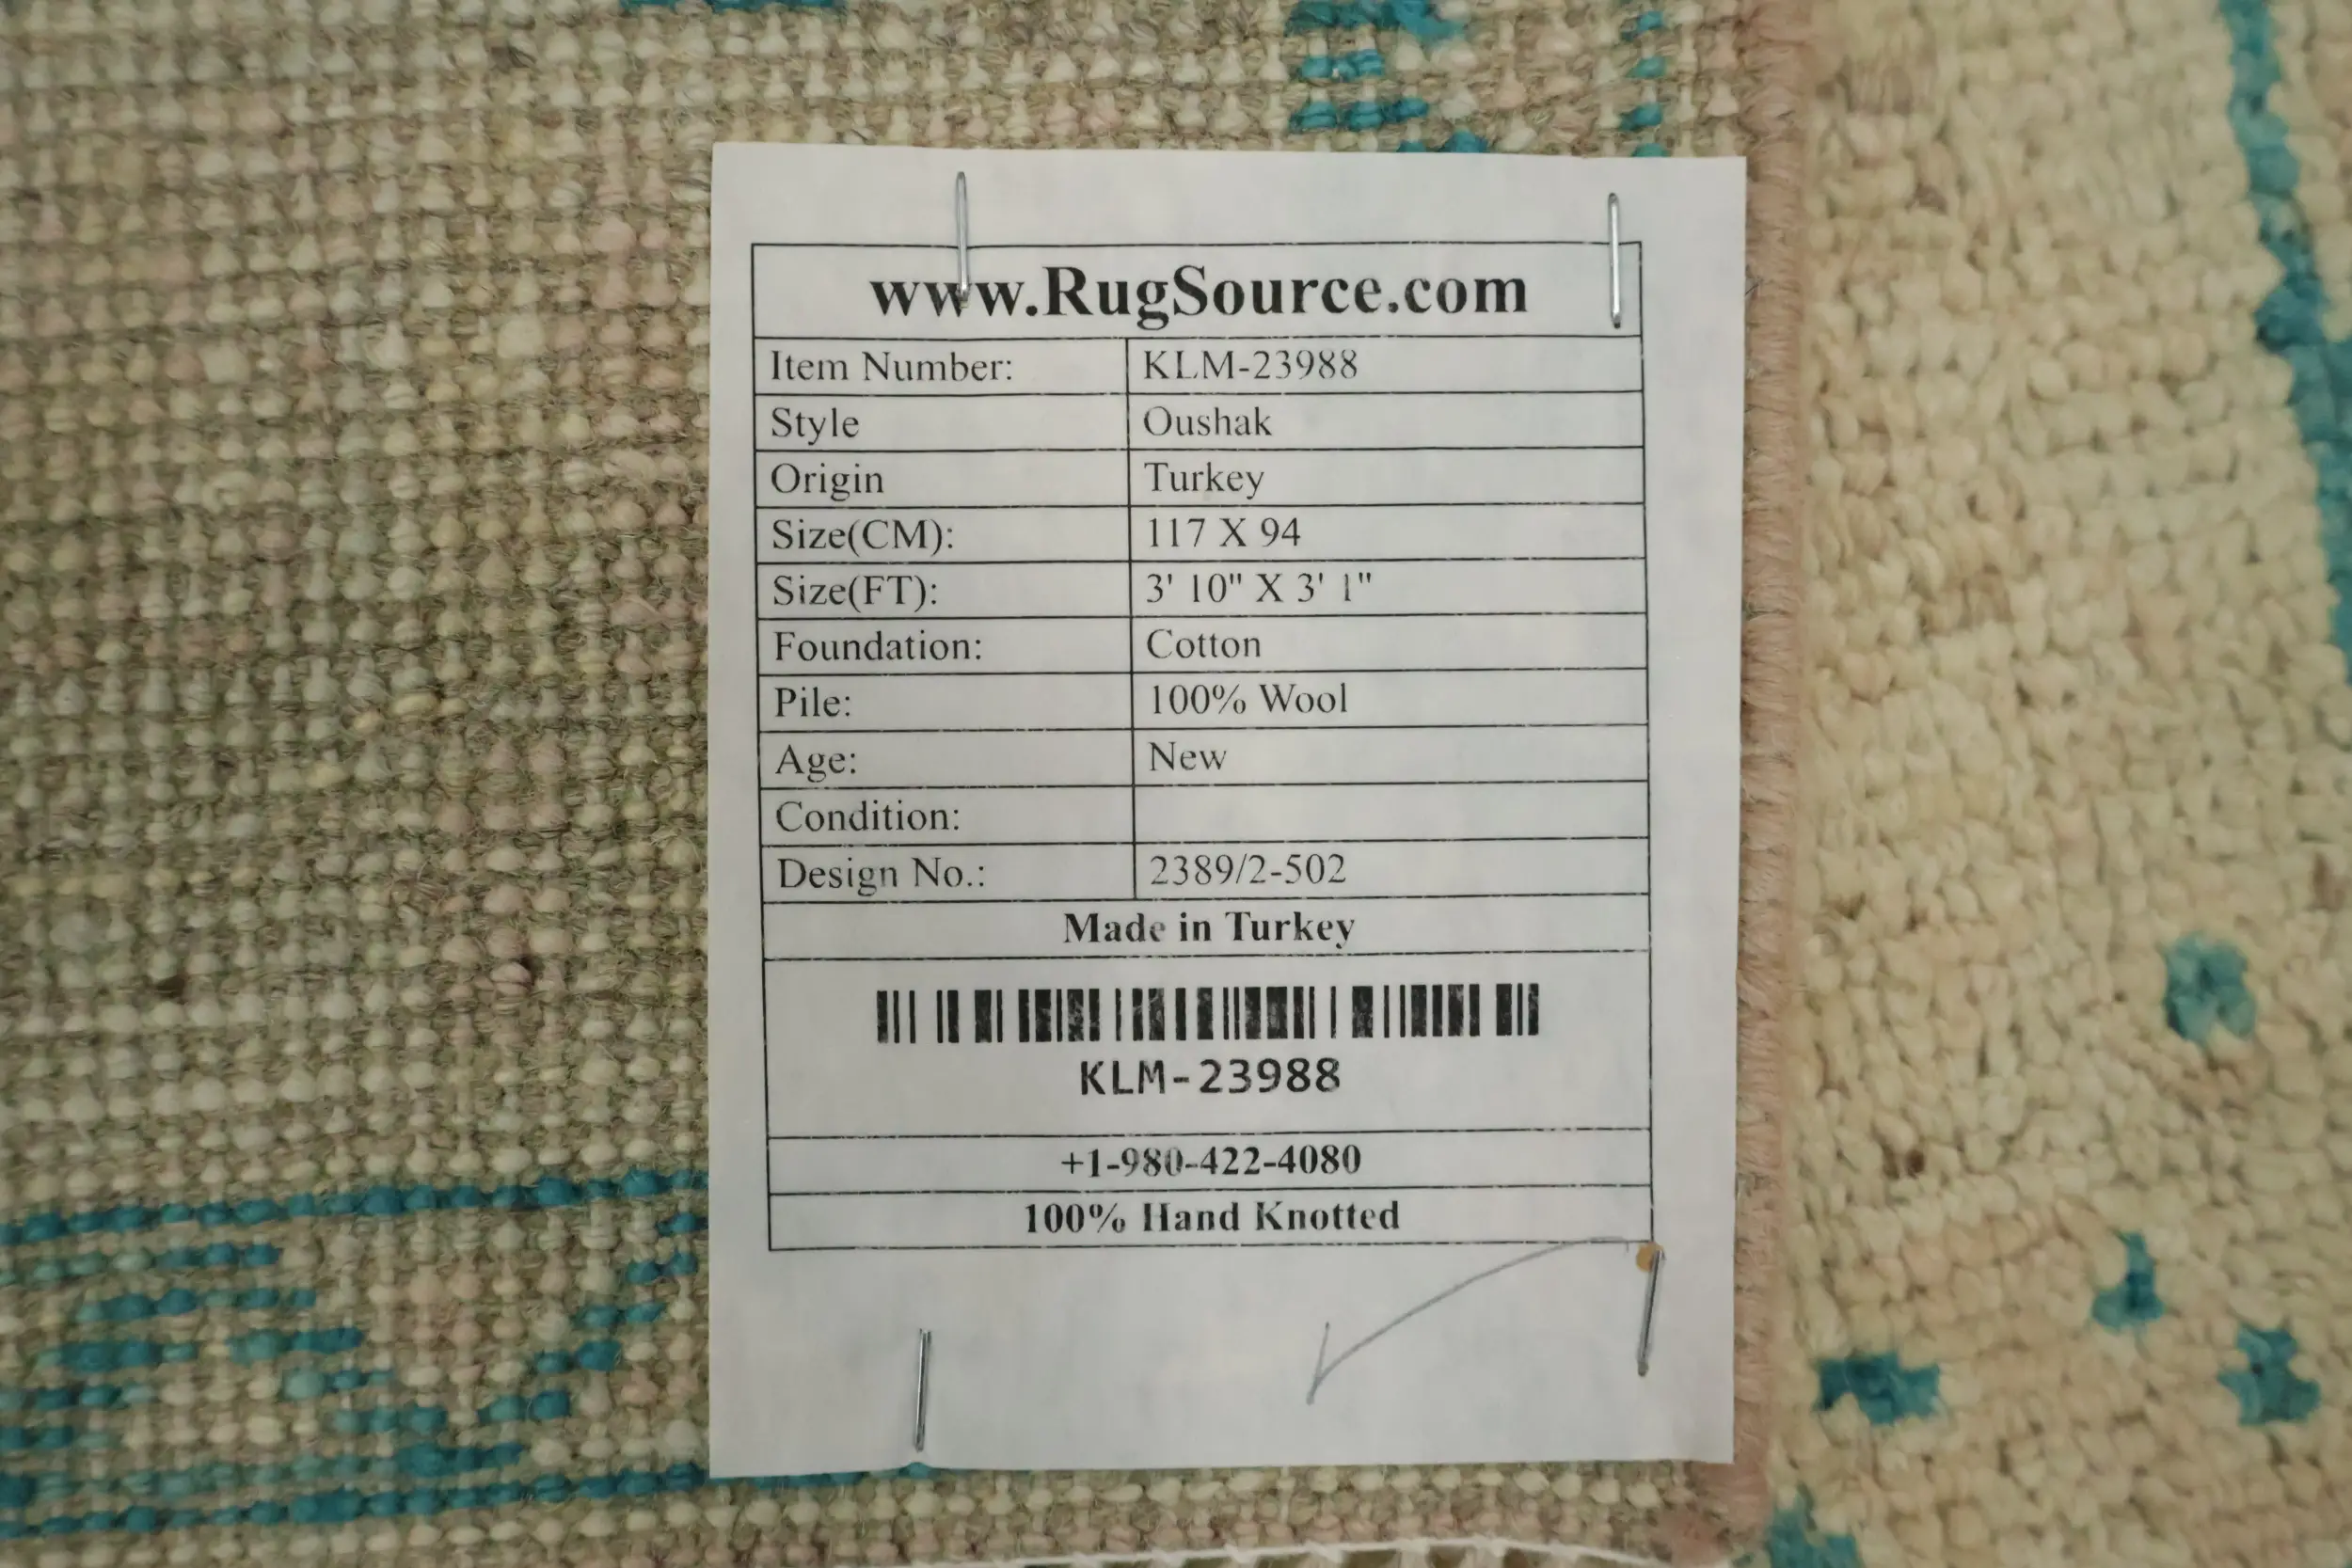 www.RugSource.com
Item Number: KLM-23988
Style Oushak
Origin Turkey
Size(CM): 117 X 94
Size(FT): 3' 10" X 3' 1"
Foundation: Cotton
Pile: 100% Wool
Age: New
Condition:
Design No.: 2389/2-502
Made in Turkey
KLM-23988
+1-980-422-4080
100% Hand Knotted